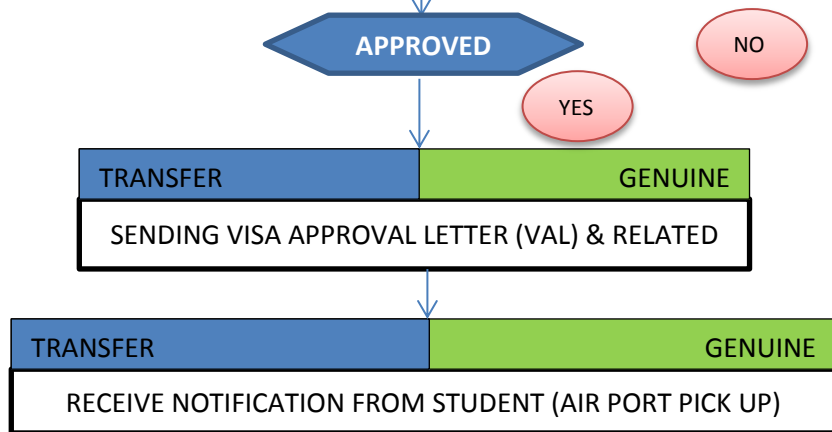 APPROVED
NO
YES
TRANSFER GENUINE
SENDING VISA APPROVAL LETTER (VAL) & RELATED
TRANSFER GENUINE
RECEIVE NOTIFICATION FROM STUDENT (AIR PORT PICK UP)